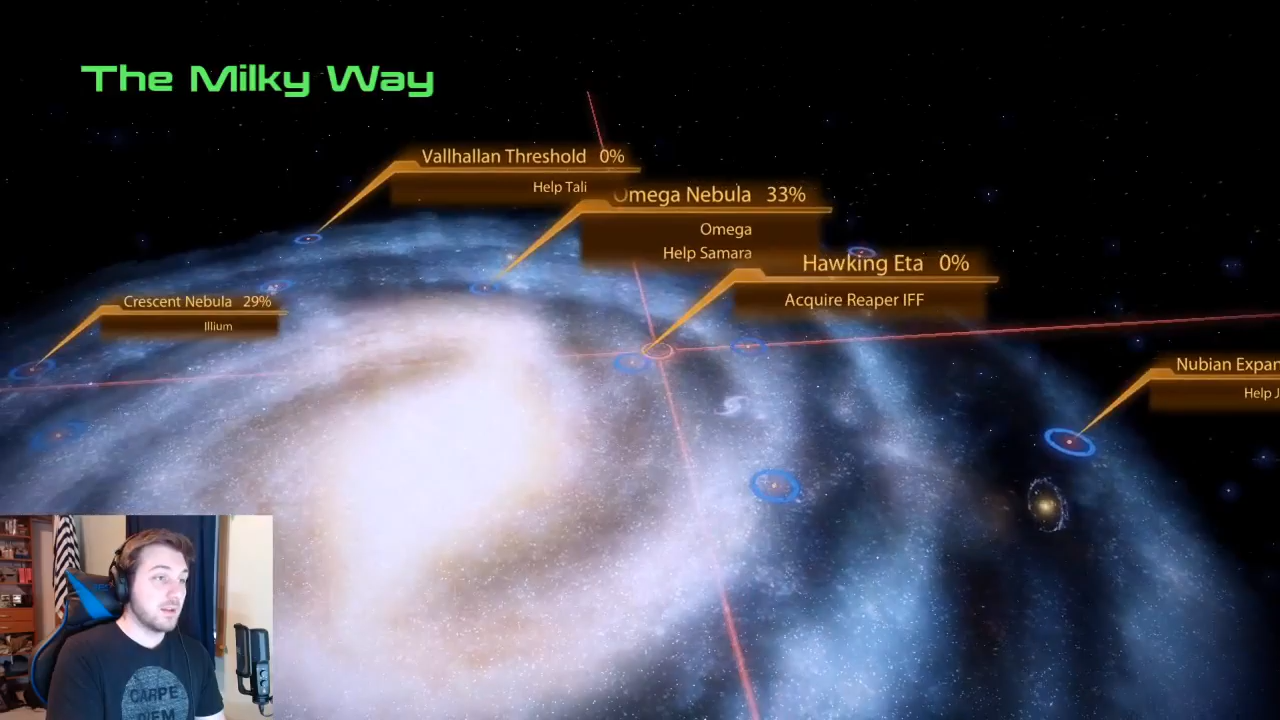 The Milky Way
Vallhallan Threshold 0%
Help Tali
Omega Nebula 33%
Omega
Help Samara
Hawking Eta 0%
Acquire Reaper IFF
Crescent Nebula 29%
Illium
Nubian Expan
Help J
CARPE
DIEM